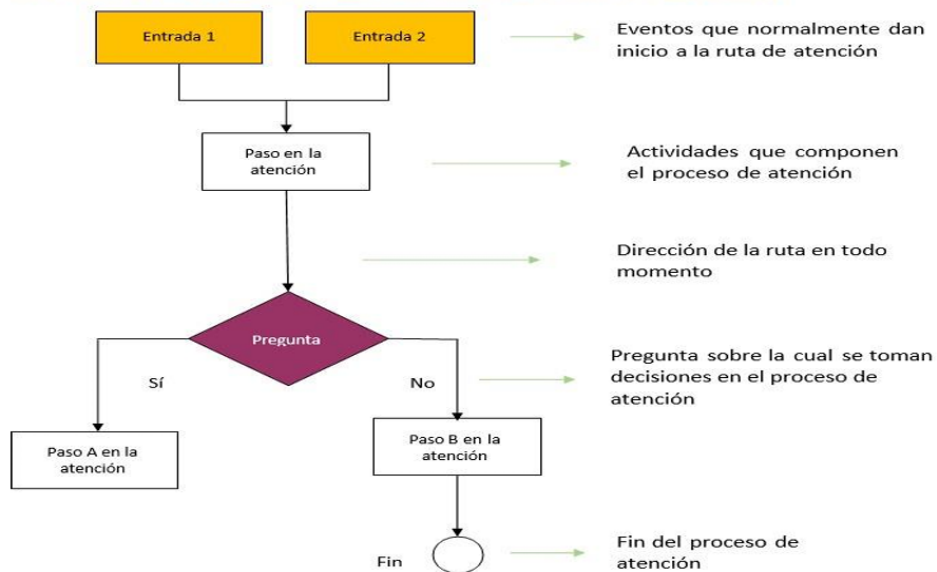 Entrada 1
Entrada 2
Eventos que normalmente dan
inicio a la ruta de atención
Paso en la
atención
Actividades que componen
el proceso de atención
Dirección de la ruta en todo
momento
Pregunta
Sí
No
Pregunta sobre la cual se toman
decisiones en el proceso de
atención
Paso A en la
atención
Paso B en la
atención
Fin
Fin del proceso de
atención